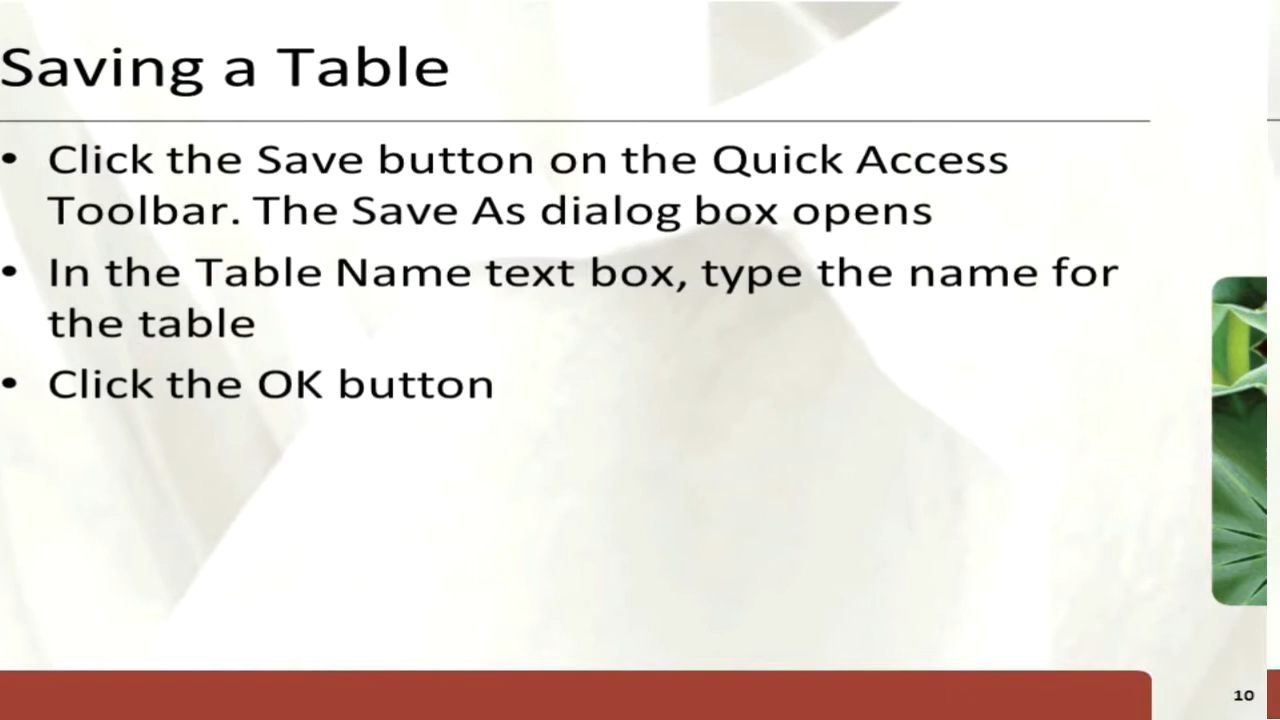 Saving a Table
• Click the Save button on the Quick Access
Toolbar. The Save As dialog box opens
• In the Table Name text box, type the name for
the table
• Click the OK button
10